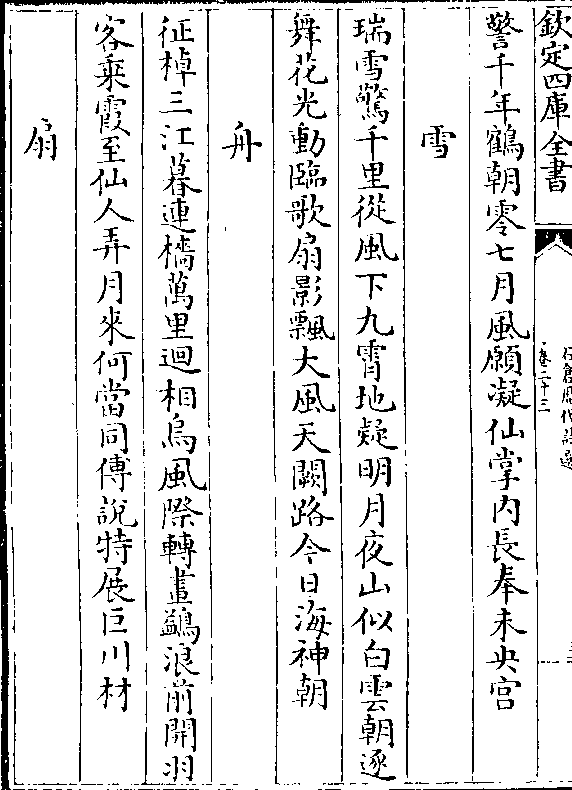 欽定四庫全書
石倉歴代詩選
卷二十三
警千年鶴朝零七月風願凝仙掌内長奉未央宫
雪
瑞雪驚千里從風下九霄地疑明月夜山似白雲朝逐
舞花光動臨歌扇影飄大風天闕路今日海神朝
舟
征棹三江暮連檣萬里廻相烏風際轉畫鷁浪前開羽
客乘霞至仙人弄月來何當同傅說特展巨川材
扇